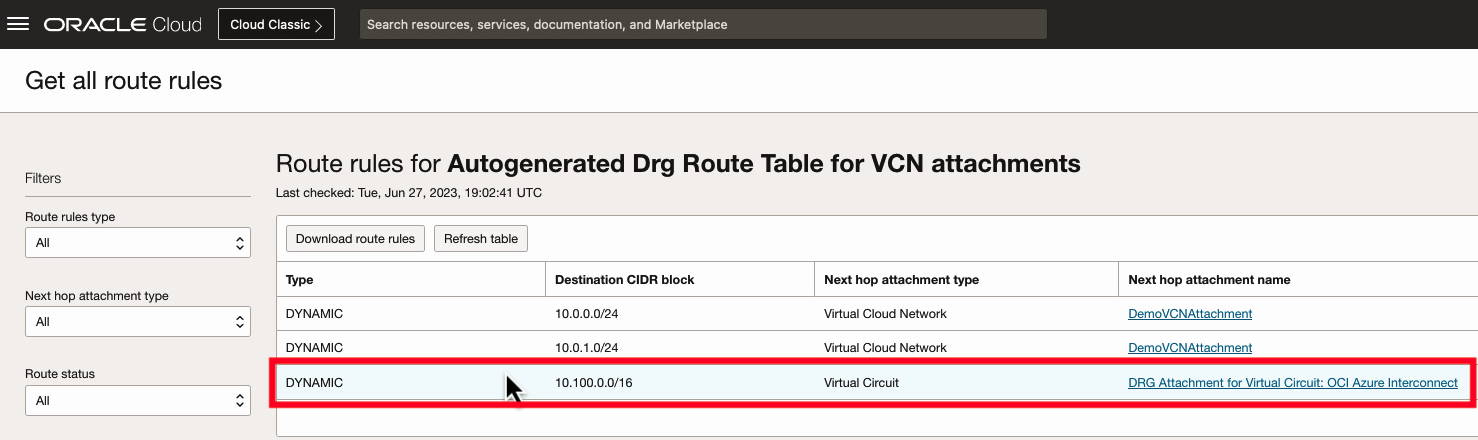 ORACLE Cloud
Cloud Classic >
Search resources, services, documentation, and Marketplace
Get all route rules
Filters
Route rules type
All
Next hop attachment type
All
Route status
All
Route rules for Autogenerated Drg Route Table for VCN attachments
Last checked: Tue, Jun 27, 2023, 19:02:41 UTC
Download route rules Refresh table
Type Destination CIDR block Next hop attachment type Next hop attachment name
DYNAMIC 10.0.0.0/24 Virtual Cloud Network DemoVCNAttachment
DYNAMIC 10.0.1.0/24 Virtual Cloud Network DemoVCNAttachment
DYNAMIC 10.100.0.0/16 Virtual Circuit DRG Attachment for Virtual Circuit: OCI Azure Interconnect